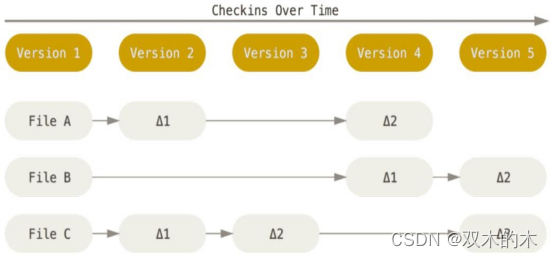 Checkins Over Time
Version 1 Version 2 Version 3 Version 4 Version 5
File A Δ1 Δ2
File B Δ1 Δ2
File C Δ1 Δ2 Δ3
CSDN @双木的木